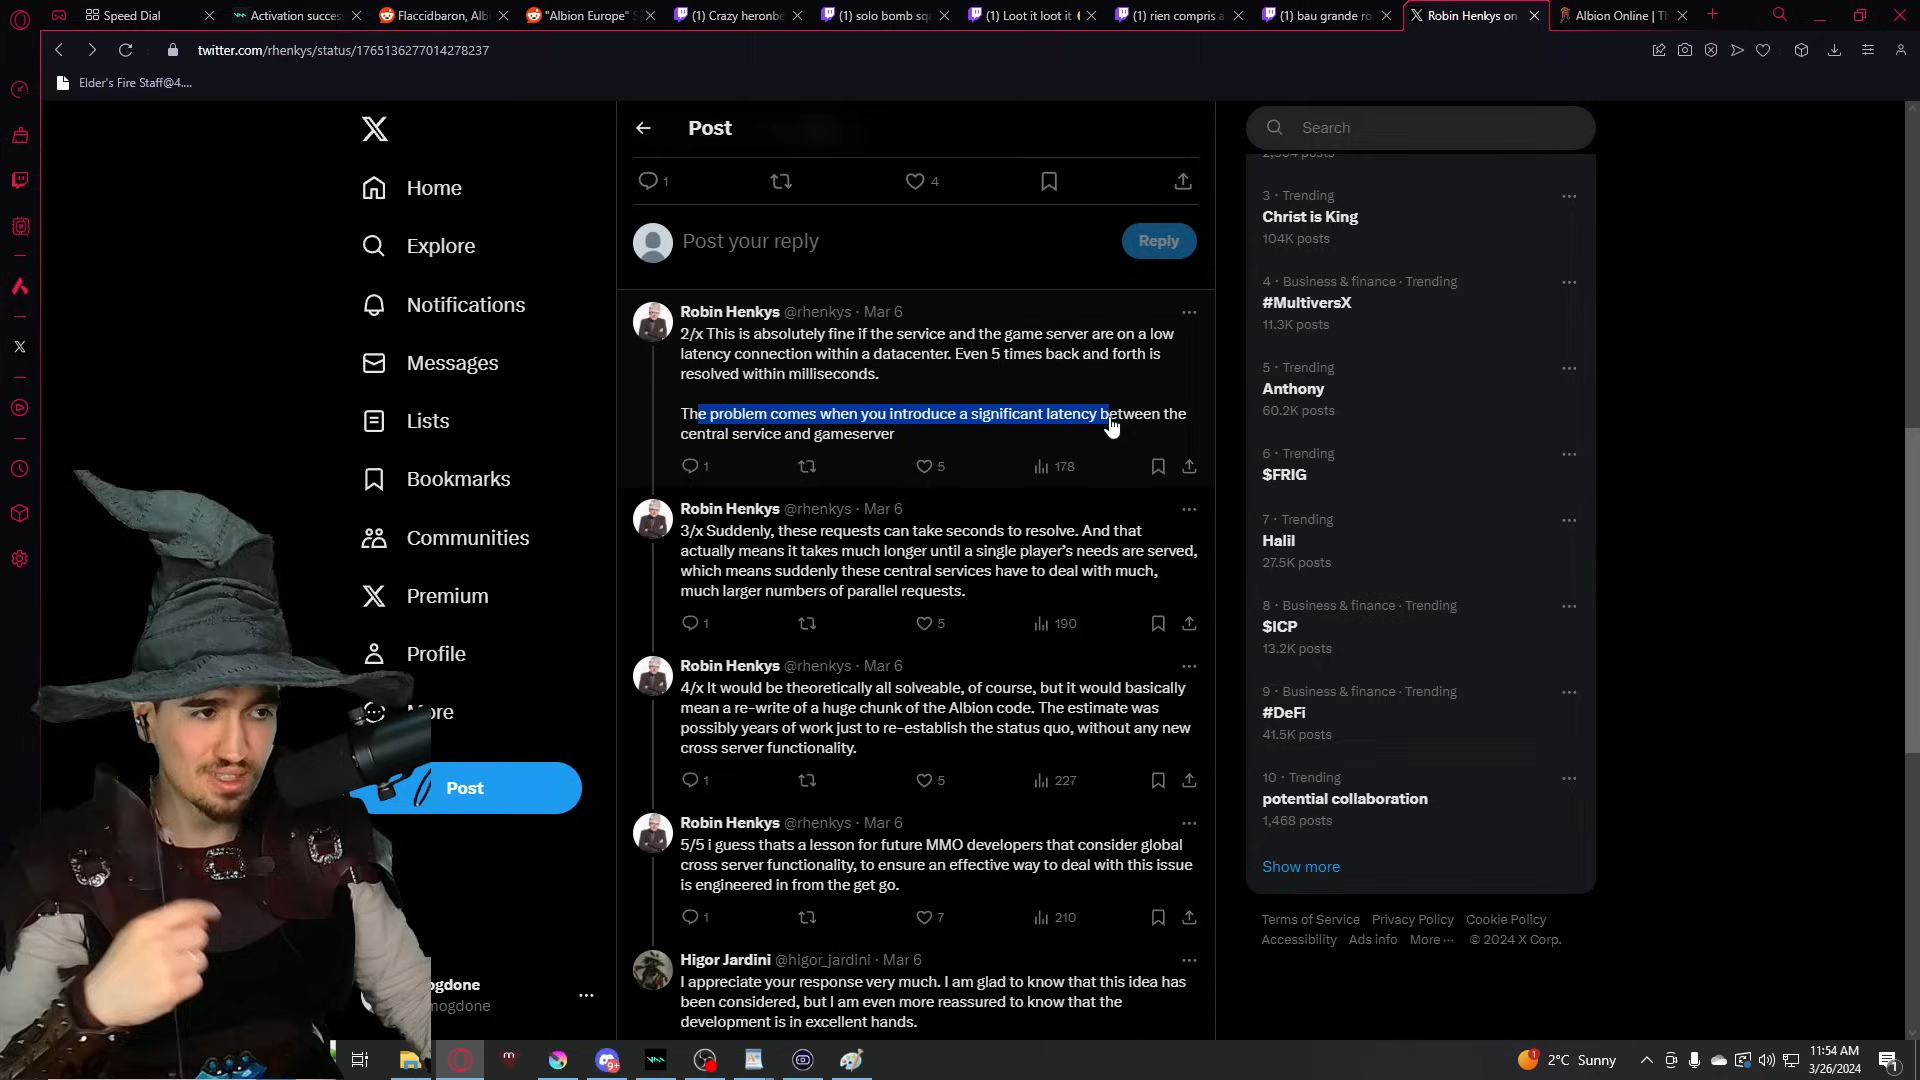 Speed Dial
Activation succes
Flaccidbaron, Alb
"Albion Europe" S
(1) Crazy heronbe
(1) solo bomb squ
(1) Loot it loot it
(1) rien compris a
(1) bau grande ro
Robin Henkys on
Albion Online | Th
twitter.com/rhenkys/status/1765136277014278237
Elder's Fire Staff@4....
Home
Explore
Notifications
Messages
Lists
Bookmarks
Communities
Premium
Profile
More
Post
ogdone
mogdone
Post
1
4
Post your reply
Reply
Robin Henkys @rhenkys · Mar 6
2/x This is absolutely fine if the service and the game server are on a low
latency connection within a datacenter. Even 5 times back and forth is
resolved within milliseconds.
The problem comes when you introduce a significant latency between the
central service and gameserver
1
5
178
Robin Henkys @rhenkys · Mar 6
3/x Suddenly, these requests can take seconds to resolve. And that
actually means it takes much longer until a single player's needs are served,
which means suddenly these central services have to deal with much,
much larger numbers of parallel requests.
1
5
190
Robin Henkys @rhenkys · Mar 6
4/x It would be theoretically all solveable, of course, but it would basically
mean a re-write of a huge chunk of the Albion code. The estimate was
possibly years of work just to re-establish the status quo, without any new
cross server functionality.
1
5
227
Robin Henkys @rhenkys · Mar 6
5/5 i guess thats a lesson for future MMO developers that consider global
cross server functionality, to ensure an effective way to deal with this issue
is engineered in from the get go.
1
7
210
Higor Jardini @higor_jardini · Mar 6
I appreciate your response very much. I am glad to know that this idea has
been considered, but I am even more reassured to know that the
development is in excellent hands.
Search
3 · Trending
Christ is King
104K posts
4 · Business & finance · Trending
#MultiversX
11.3K posts
5 · Trending
Anthony
60.2K posts
6 · Trending
$FRIG
7 · Trending
Halil
27.5K posts
8 · Business & finance · Trending
$ICP
13.2K posts
9 · Business & finance · Trending
#DeFi
41.5K posts
10 · Trending
potential collaboration
1,468 posts
Show more
Terms of Service Privacy Policy Cookie Policy
Accessibility Ads info More ··· © 2024 X Corp.
9+
1
2°C Sunny
11:54 AM
3/26/2024
1